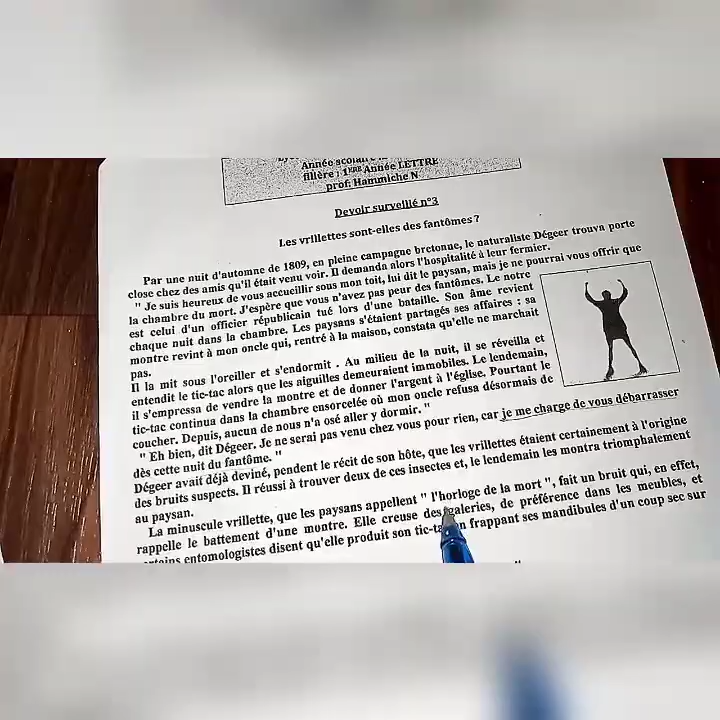 Année scolaire
filière : 1ERE Année LETTRE
prof: Hammiche N
Devoir surveillé n°3
Les vrillettes sont-elles des fantômes ?
Par une nuit d'automne de 1809, en pleine campagne bretonne, le naturaliste Dégeer trouva porte
close chez des amis qu'il était venu voir. Il demanda alors l'hospitalité à leur fermier.
" Je suis heureux de vous accueillir sous mon toit, lui dit le paysan, mais je ne pourrai vous offrir que
la chambre du mort. J'espère que vous n'avez pas peur des fantômes. Le notre
est celui d'un officier républicain tué lors d'une bataille. Son âme revient
chaque nuit dans la chambre. Les paysans s'étaient partagés ses affaires : sa
montre revint à mon oncle qui, rentré à la maison, constata qu'elle ne marchait
pas.
Il la mit sous l'oreiller et s'endormit . Au milieu de la nuit, il se réveilla et
entendit le tic-tac alors que les aiguilles demeuraient immobiles. Le lendemain,
il s'empressa de vendre la montre et de donner l'argent à l'église. Pourtant le
tic-tac continua dans la chambre ensorcelée où mon oncle refusa désormais de
coucher. Depuis, aucun de nous n'a osé aller y dormir. "
" Eh bien, dit Dégeer. Je ne serai pas venu chez vous pour rien, car je me charge de vous débarrasser
dès cette nuit du fantôme. "
Dégeer avait déjà deviné, pendent le récit de son hôte, que les vrillettes étaient certainement à l'origine
des bruits suspects. Il réussi à trouver deux de ces insectes et, le lendemain les montra triomphalement
au paysan.
La minuscule vrillette, que les paysans appellent " l'horloge de la mort ", fait un bruit qui, en effet,
rappelle le battement d'une montre. Elle creuse des galeries, de préférence dans les meubles, et
entomologistes disent qu'elle produit son frappant ses mandibules d'un coup sec sur